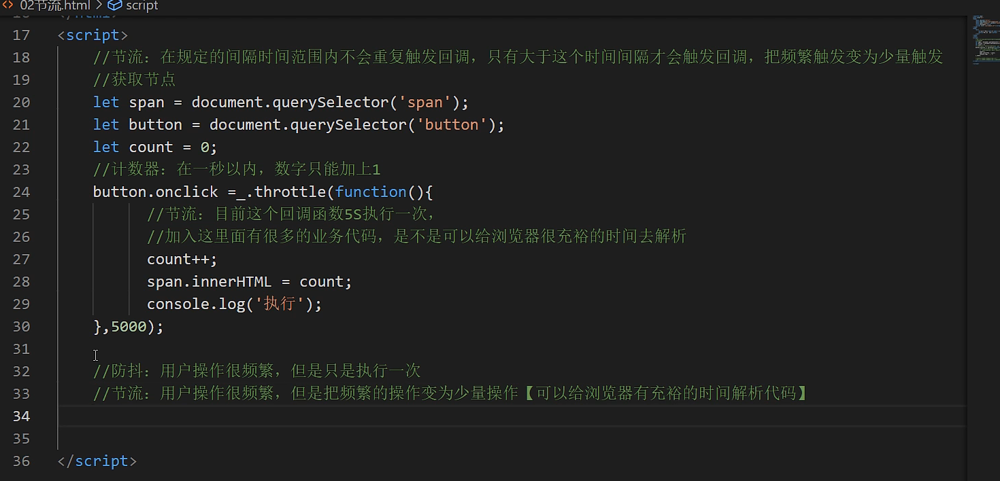 <> 02节流.html > script
16 </html>
17 <script>
18 //节流：在规定的间隔时间范围内不会重复触发回调，只有大于这个时间间隔才会触发回调，把频繁触发变为少量触发
19 //获取节点
20 let span = document.querySelector('span');
21 let button = document.querySelector('button');
22 let count = 0;
23 //计数器：在一秒以内，数字只能加上1
24 button.onclick =_.throttle(function(){
25 //节流：目前这个回调函数5S执行一次，
26 //加入这里面有很多的业务代码，是不是可以给浏览器很充裕的时间去解析
27 count++;
28 span.innerHTML = count;
29 console.log('执行');
30 },5000);
31
32 //防抖：用户操作很频繁，但是只是执行一次
33 //节流：用户操作很频繁，但是把频繁的操作变为少量操作【可以给浏览器有充裕的时间解析代码】
34
35
36 </script>